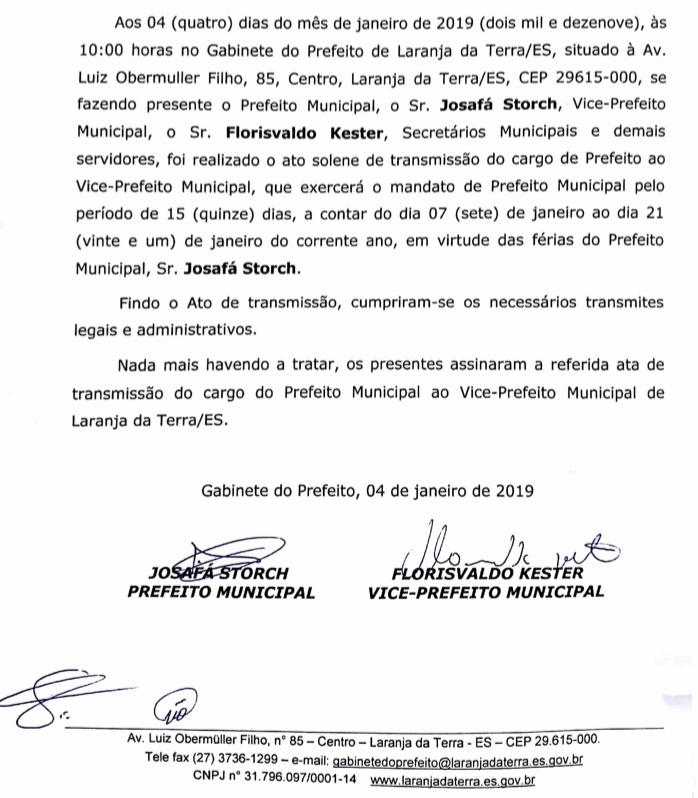 Aos 04 (quatro) dias do mês de janeiro de 2019 (dois mil e dezenove), às
10:00 horas no Gabinete do Prefeito de Laranja da Terra/ES, situado à Av.
Luiz Obermuller Filho, 85, Centro, Laranja da Terra/ES, CEP 29615-000, se
fazendo presente o Prefeito Municipal, o Sr. Josafá Storch, Vice-Prefeito
Municipal, o Sr. Florisvaldo Kester, Secretários Municipais e demais
servidores, foi realizado o ato solene de transmissão do cargo de Prefeito ao
Vice-Prefeito Municipal, que exercerá o mandato de Prefeito Municipal pelo
período de 15 (quinze) dias, a contar do dia 07 (sete) de janeiro ao dia 21
(vinte e um) de janeiro do corrente ano, em virtude das férias do Prefeito
Municipal, Sr. Josafá Storch.
Findo o Ato de transmissão, cumpriram-se os necessários transmites
legais e administrativos.
Nada mais havendo a tratar, os presentes assinaram a referida ata de
transmissão do cargo do Prefeito Municipal ao Vice-Prefeito Municipal de
Laranja da Terra/ES.
Gabinete do Prefeito, 04 de janeiro de 2019
JOSAFÁ STORCH FLORISVALDO KESTER
PREFEITO MUNICIPAL VICE-PREFEITO MUNICIPAL
Av. Luiz Obermüller Filho, n° 85 – Centro – Laranja da Terra - ES – CEP 29.615-000.
Tele fax (27) 3736-1299 – e-mail: gabinetedoprefeito@laranjadaterra.es.gov.br
CNPJ n° 31.796.097/0001-14 www.laranjadaterra.es.gov.br